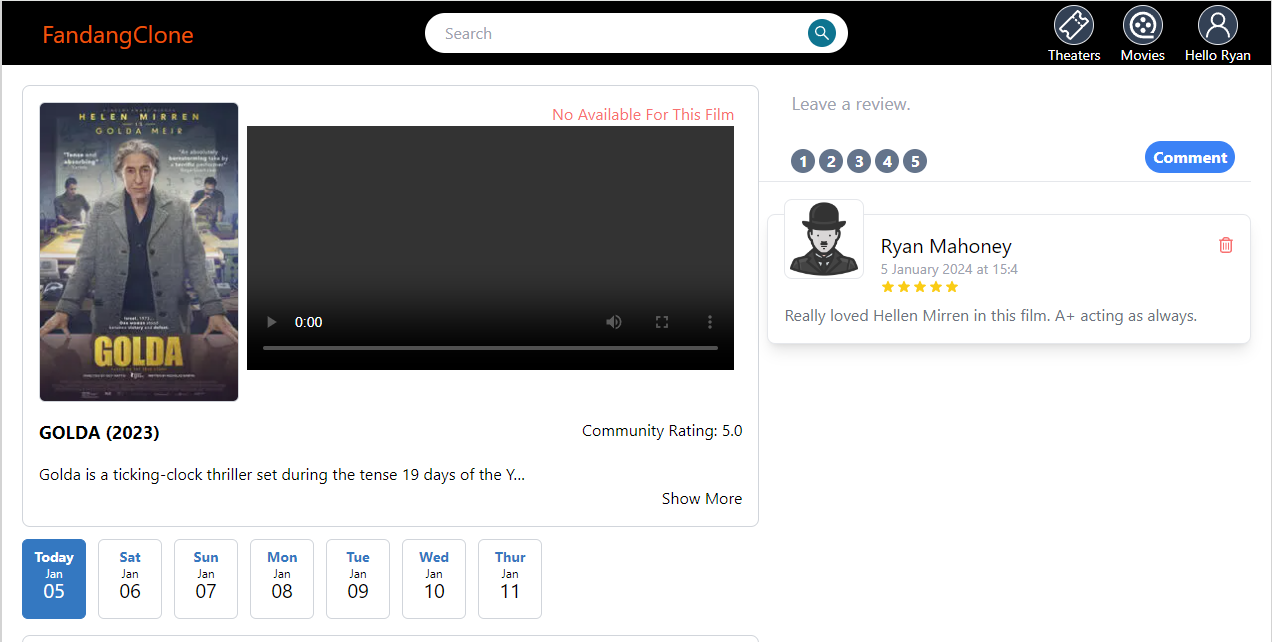 FandangClone
Search
Theaters
Movies
Hello Ryan
HELEN MIRREN
IS
GOLDA MEIR
"Tense and
absorbing"
GOLDA
No Available For This Film
0:00
GOLDA (2023)
Community Rating: 5.0
Golda is a ticking-clock thriller set during the tense 19 days of the Y...
Show More
Today
Jan
05
Sat
Jan
06
Sun
Jan
07
Mon
Jan
08
Tue
Jan
09
Wed
Jan
10
Thur
Jan
11
Leave a review.
1 2 3 4 5
Comment
Ryan Mahoney
5 January 2024 at 15:4
Really loved Hellen Mirren in this film. A+ acting as always.